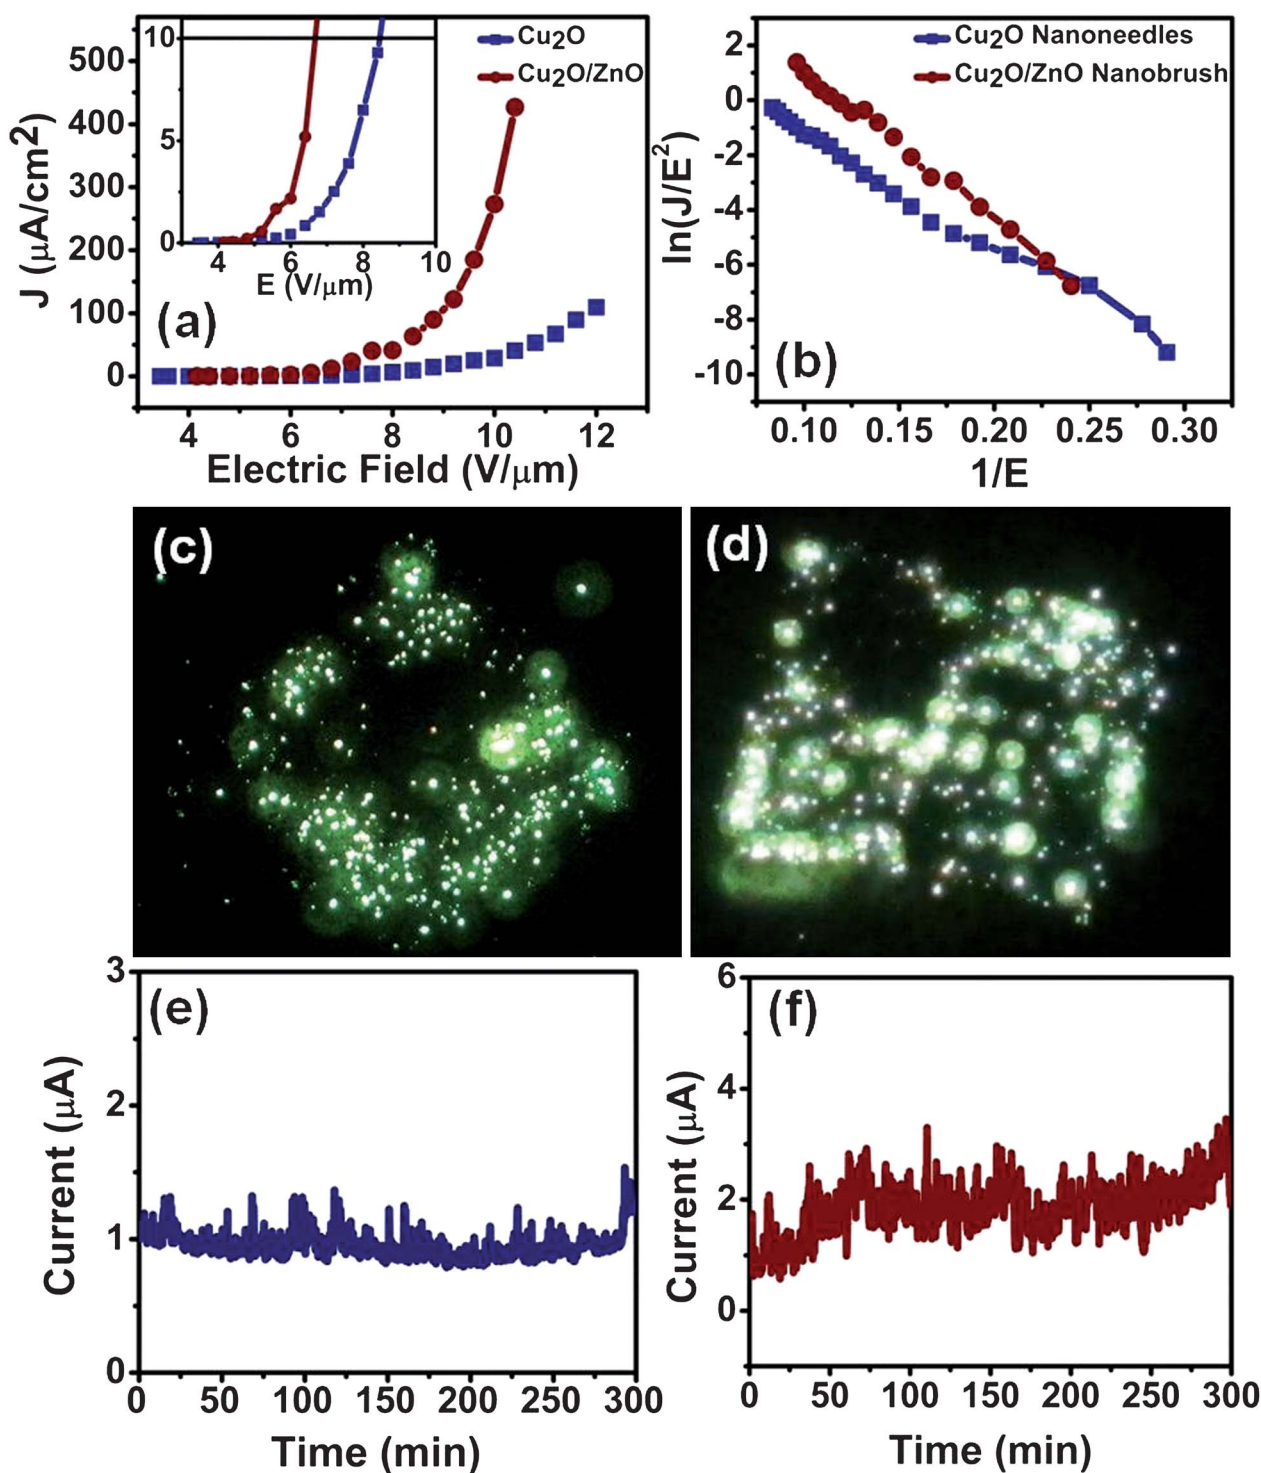 500
400
300
200
100
0
J (μA/cm2)
4
6
8
10
12
Electric Field (V/μm)
(a)
10
5
0
4
6
8
10
E (V/μm)
Cu2O
Cu2O/ZnO
2
0
-2
-4
-6
-8
-10
ln(J/E2)
0.10
0.15
0.20
0.25
0.30
1/E
(b)
Cu2O Nanoneedles
Cu2O/ZnO Nanobrush
(c)
(d)
3
2
1
0
Current (μA)
0
50
100
150
200
250
300
Time (min)
(e)
6
4
2
0
Current (μA)
0
50
100
150
200
250
300
Time (min)
(f)